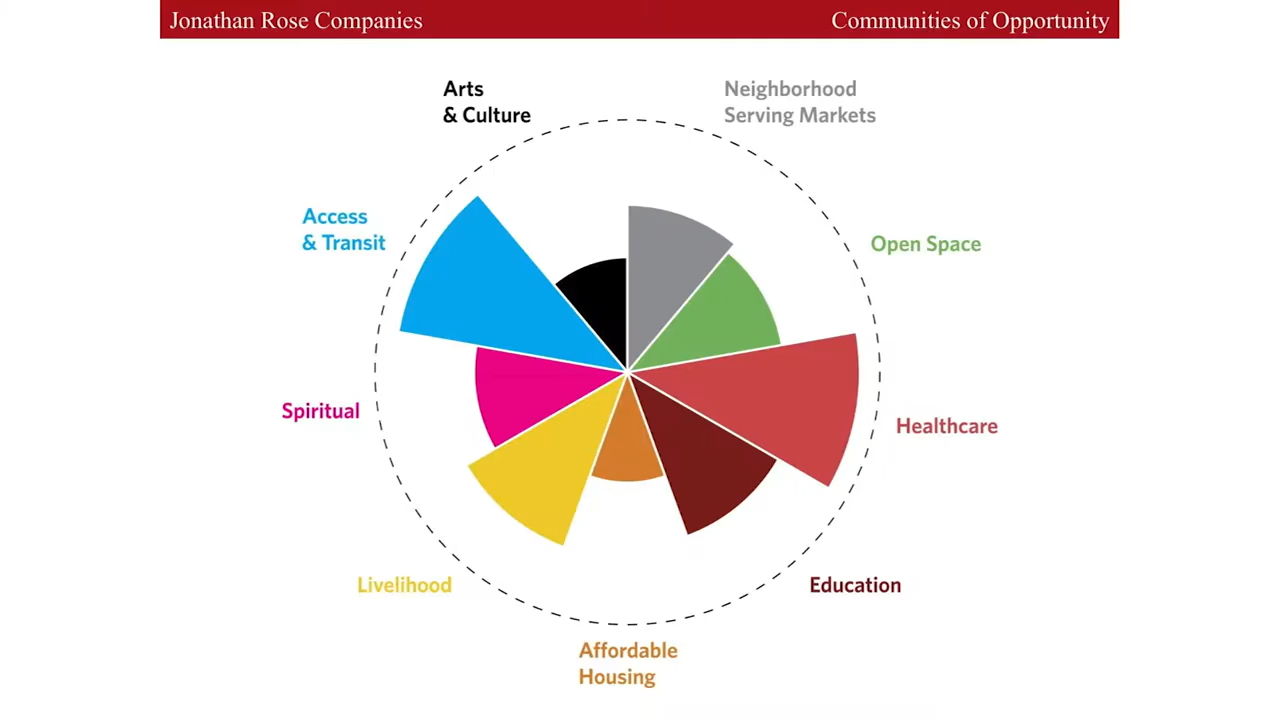 Jonathan Rose Companies
Communities of Opportunity
Arts
& Culture
Neighborhood
Serving Markets
Access
& Transit
Open Space
Spiritual
Healthcare
Livelihood
Education
Affordable
Housing